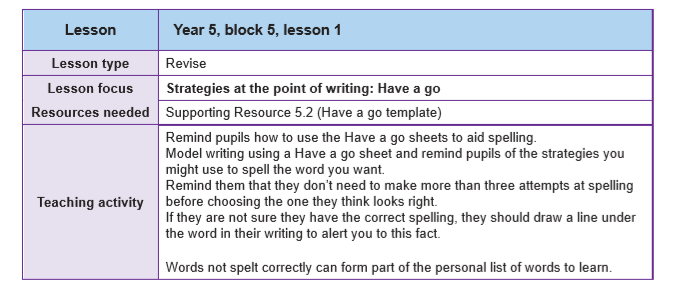 Lesson Year 5, block 5, lesson 1
Lesson type Revise
Lesson focus Strategies at the point of writing: Have a go
Resources needed Supporting Resource 5.2 (Have a go template)
Teaching activity
Remind pupils how to use the Have a go sheets to aid spelling.
Model writing using a Have a go sheet and remind pupils of the strategies you
might use to spell the word you want.
Remind them that they don’t need to make more than three attempts at spelling
before choosing the one they think looks right.
If they are not sure they have the correct spelling, they should draw a line under
the word in their writing to alert you to this fact.
Words not spelt correctly can form part of the personal list of words to learn.